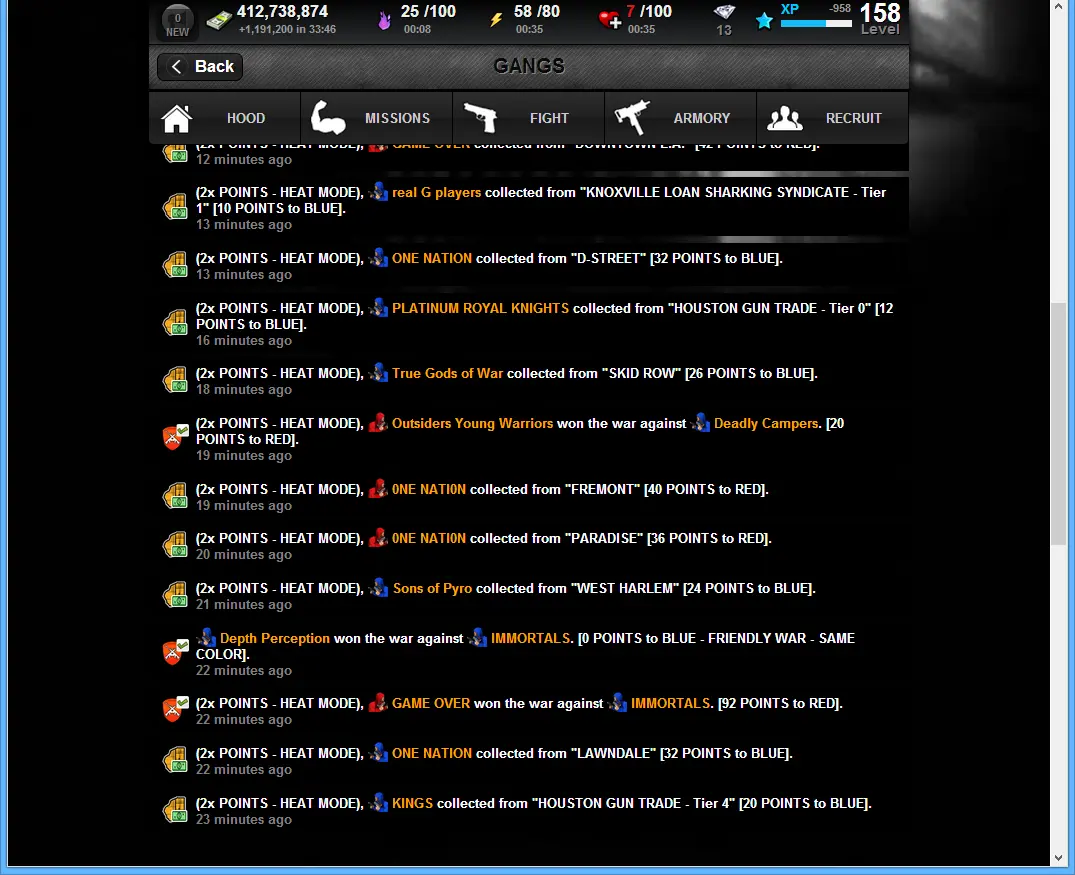 0
NEW
412,738,874
+1,191,200 in 33:46
25 /100
00:08
58 /80
00:35
7 /100
00:35
13
XP
-958
158
Level
Back
GANGS
HOOD
MISSIONS
FIGHT
ARMORY
RECRUIT
(2x POINTS - HEAT MODE), GAME OVER collected from "DOWNTOWN L.A." [42 POINTS to RED].
12 minutes ago
(2x POINTS - HEAT MODE), real G players collected from "KNOXVILLE LOAN SHARKING SYNDICATE - Tier
1" [10 POINTS to BLUE].
13 minutes ago
(2x POINTS - HEAT MODE), ONE NATION collected from "D-STREET" [32 POINTS to BLUE].
13 minutes ago
(2x POINTS - HEAT MODE), PLATINUM ROYAL KNIGHTS collected from "HOUSTON GUN TRADE - Tier 0" [12
POINTS to BLUE].
16 minutes ago
(2x POINTS - HEAT MODE), True Gods of War collected from "SKID ROW" [26 POINTS to BLUE].
18 minutes ago
(2x POINTS - HEAT MODE), Outsiders Young Warriors won the war against Deadly Campers. [20
POINTS to RED].
19 minutes ago
(2x POINTS - HEAT MODE), 0NE NATI0N collected from "FREMONT" [40 POINTS to RED].
19 minutes ago
(2x POINTS - HEAT MODE), 0NE NATI0N collected from "PARADISE" [36 POINTS to RED].
20 minutes ago
(2x POINTS - HEAT MODE), Sons of Pyro collected from "WEST HARLEM" [24 POINTS to BLUE].
21 minutes ago
Depth Perception won the war against IMMORTALS. [0 POINTS to BLUE - FRIENDLY WAR - SAME
COLOR].
22 minutes ago
(2x POINTS - HEAT MODE), GAME OVER won the war against IMMORTALS. [92 POINTS to RED].
22 minutes ago
(2x POINTS - HEAT MODE), ONE NATION collected from "LAWNDALE" [32 POINTS to BLUE].
22 minutes ago
(2x POINTS - HEAT MODE), KINGS collected from "HOUSTON GUN TRADE - Tier 4" [20 POINTS to BLUE].
23 minutes ago